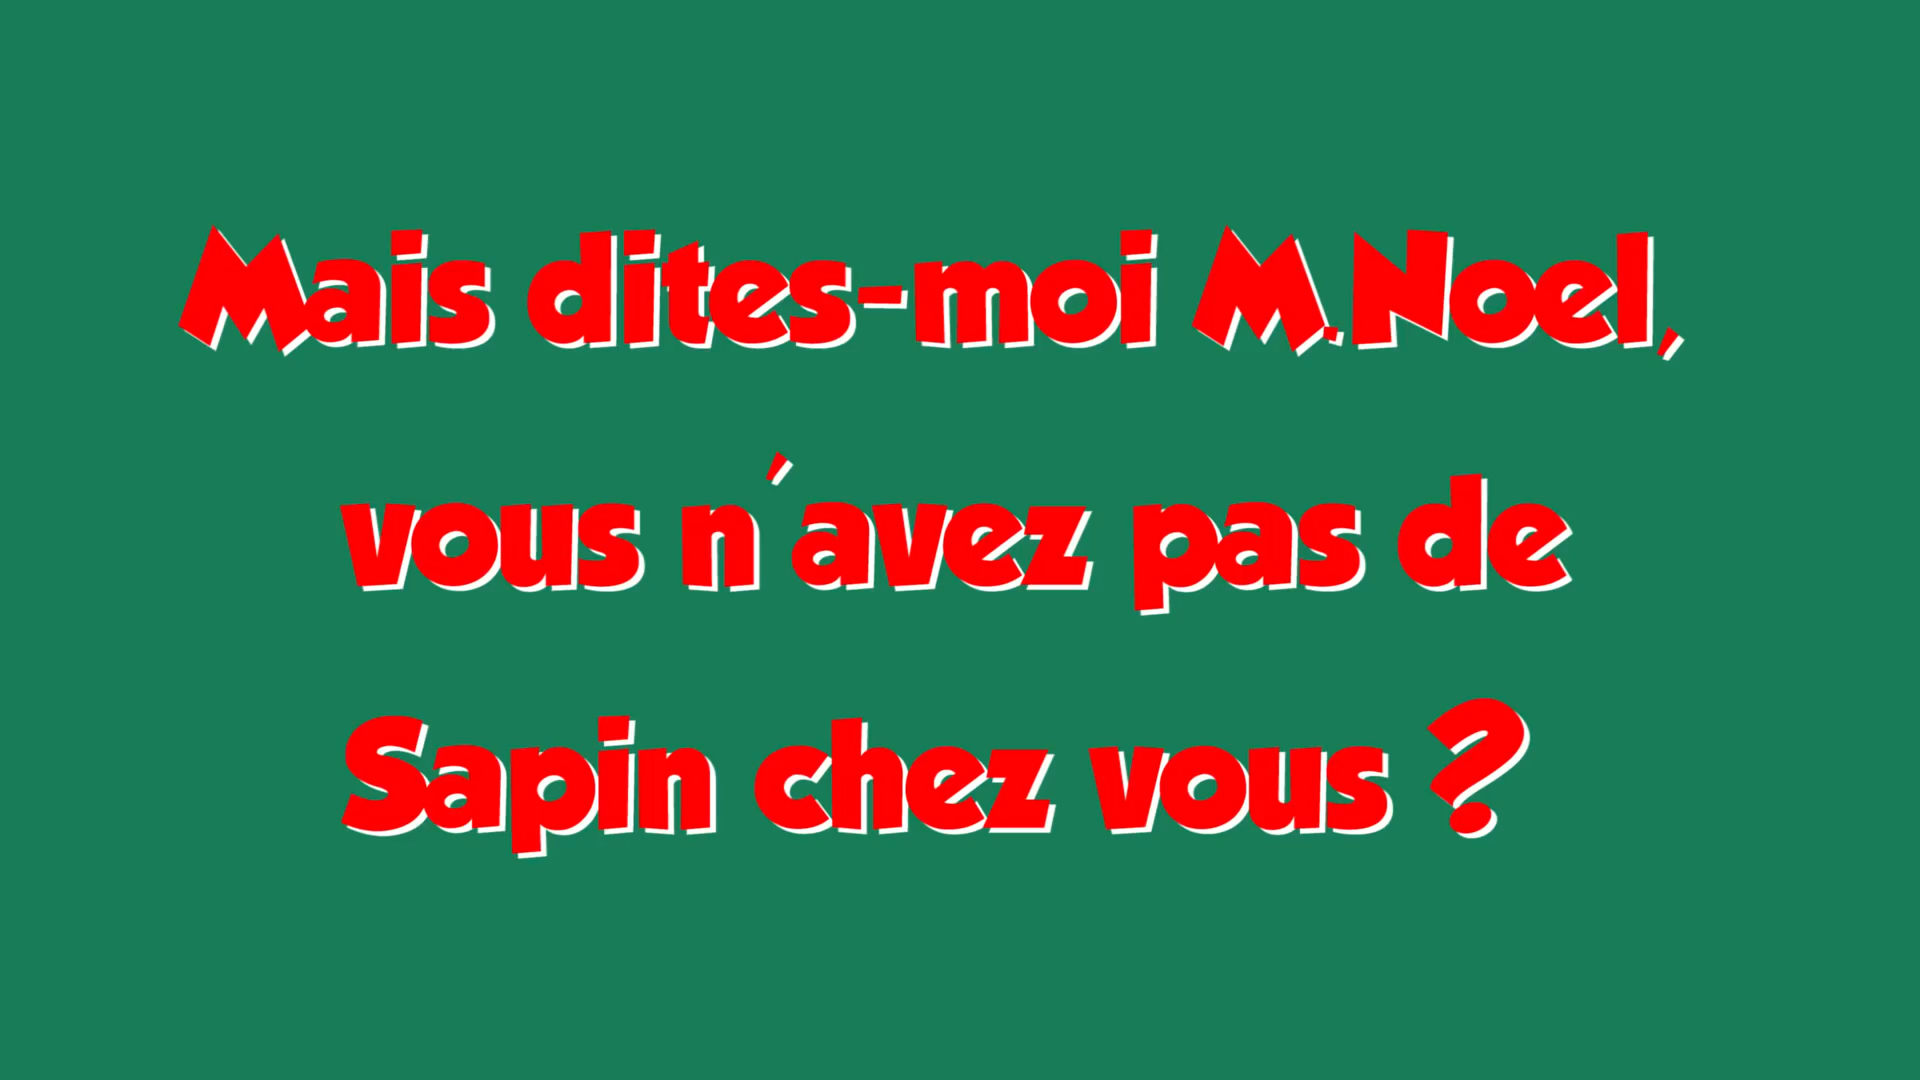 Mais dites-moi M.Noel,
vous n'avez pas de
Sapin chez vous ?